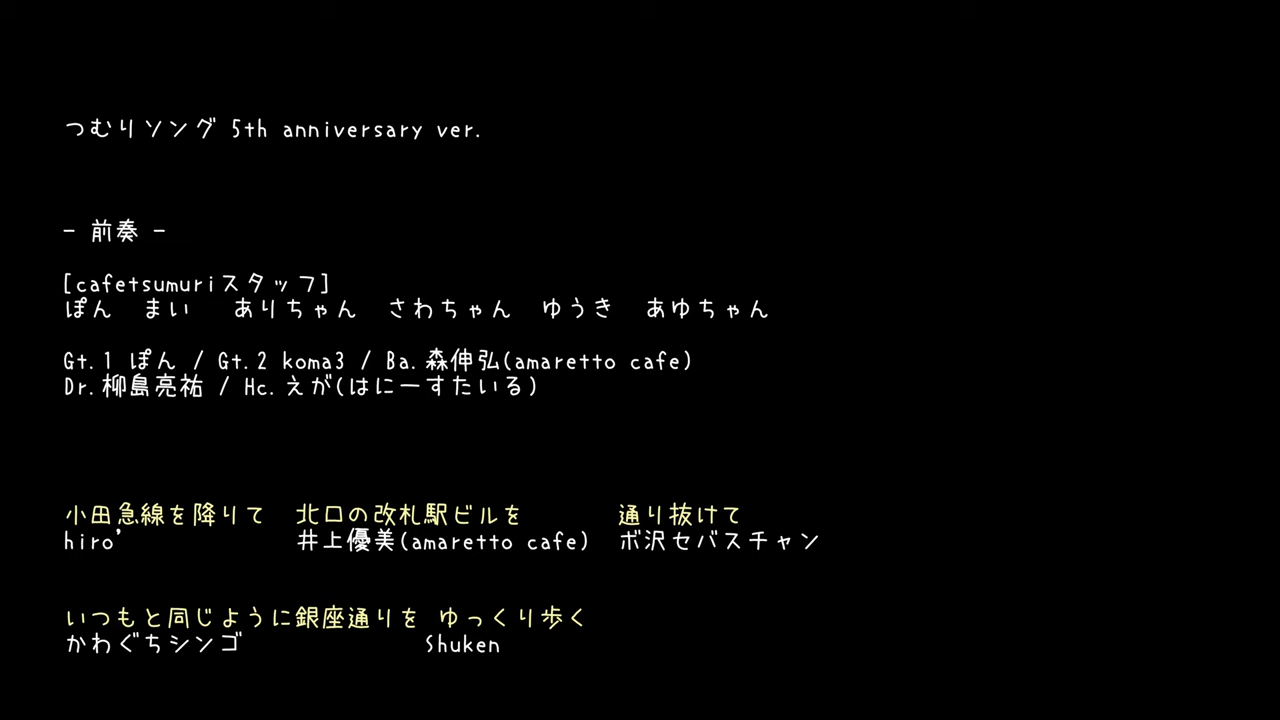 つむりソング 5th anniversary ver.
- 前奏 -
[cafetsumuriスタッフ]
ぽん まい ありちゃん さわちゃん ゆうき あゆちゃん
Gt.1 ぽん / Gt.2 koma3 / Ba.森伸弘(amaretto cafe)
Dr.柳島亮祐 / Hc.えが(はにーすたいる)
小田急線を降りて 北口の改札駅ビルを 通り抜けて
hiro' 井上優美(amaretto cafe) ボ沢セバスチャン
いつもと同じように銀座通りを ゆっくり歩く
かわぐちシンゴ Shuken